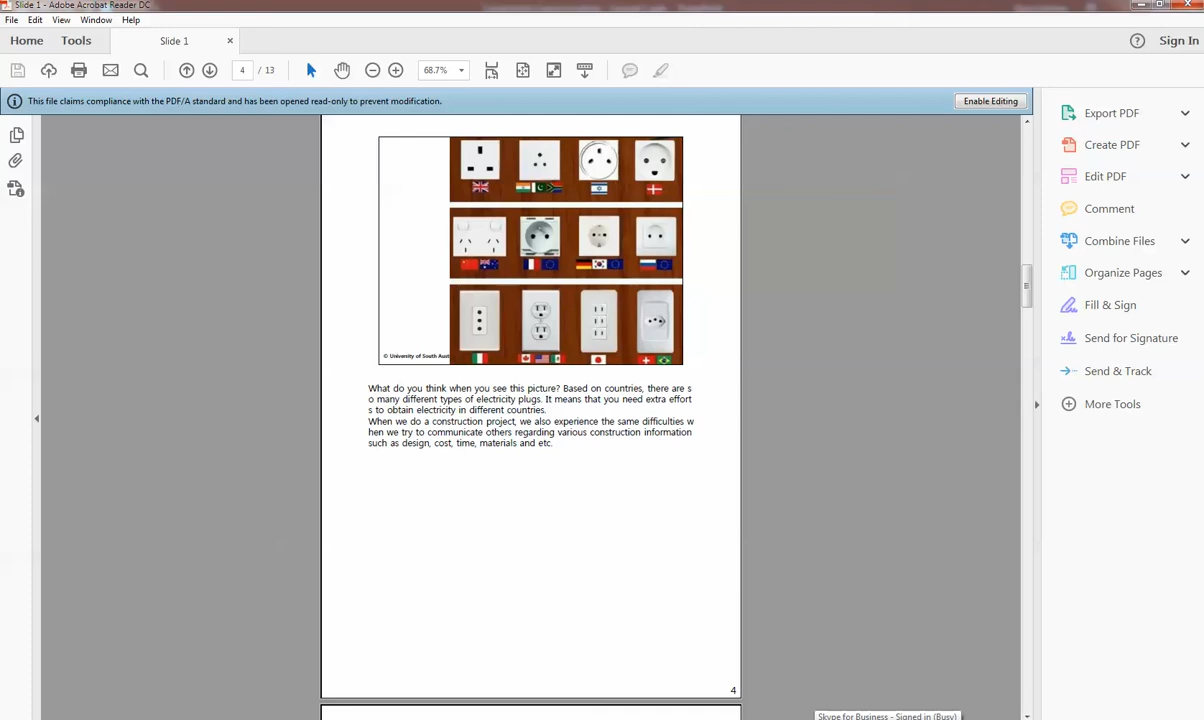 Slide 1 - Adobe Acrobat Reader DC
File Edit View Window Help
Home Tools Slide 1 × ? Sign In
4 / 13 68.7%
This file claims compliance with the PDF/A standard and has been opened read-only to prevent modification. Enable Editing
Export PDF
Create PDF
Edit PDF
Comment
Combine Files
Organize Pages
Fill & Sign
Send for Signature
Send & Track
More Tools
© University of South Aust
What do you think when you see this picture? Based on countries, there are s
o many different types of electricity plugs. It means that you need extra effort
s to obtain electricity in different countries.
When we do a construction project, we also experience the same difficulties w
hen we try to communicate others regarding various construction information
such as design, cost, time, materials and etc.
4
Skype for Business - Signed in (Busy)